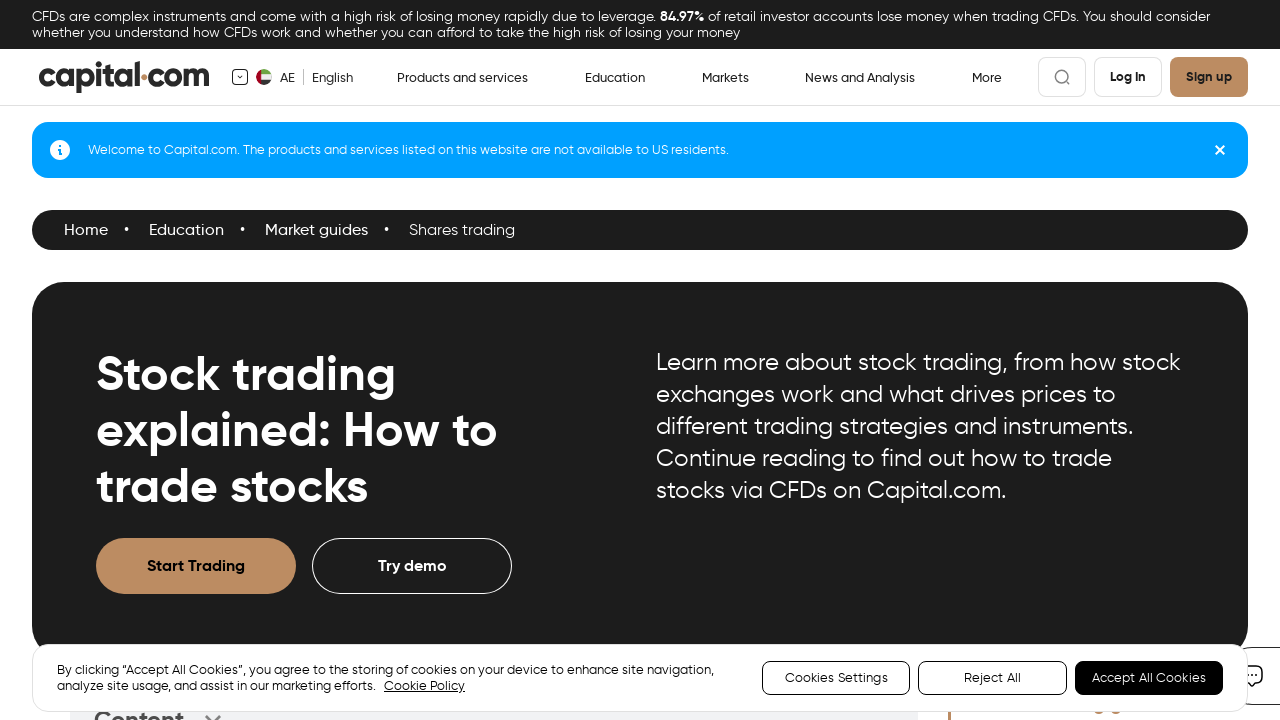 CFDs are complex instruments and come with a high risk of losing money rapidly due to leverage. 84.97% of retail investor accounts lose money when trading CFDs. You should consider
whether you understand how CFDs work and whether you can afford to take the high risk of losing your money
capital.com AE English Products and services Education Markets News and Analysis More Log In Sign up
Welcome to Capital.com. The products and services listed on this website are not available to US residents.
Home • Education • Market guides • Shares trading
Stock trading
explained: How to
trade stocks
Learn more about stock trading, from how stock
exchanges work and what drives prices to
different trading strategies and instruments.
Continue reading to find out how to trade
stocks via CFDs on Capital.com.
Start Trading Try demo
By clicking “Accept All Cookies”, you agree to the storing of cookies on your device to enhance site navigation,
analyze site usage, and assist in our marketing efforts. Cookie Policy
Cookies Settings Reject All Accept All Cookies
Content